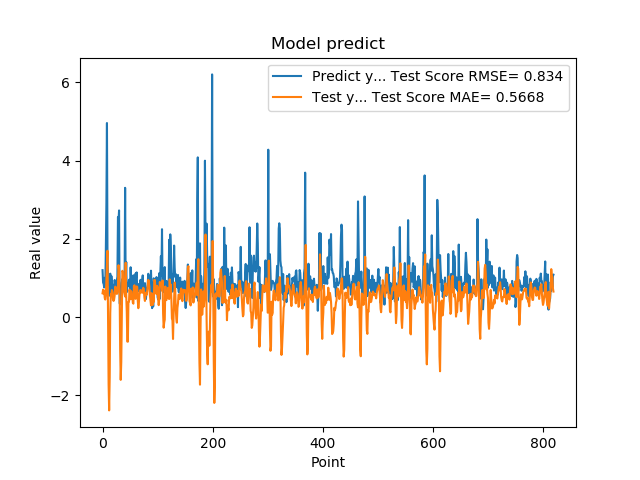 Model predict
Predict y... Test Score RMSE= 0.834
Test y... Test Score MAE= 0.5668
Real value
6
4
2
0
−2
0 200 400 600 800
Point